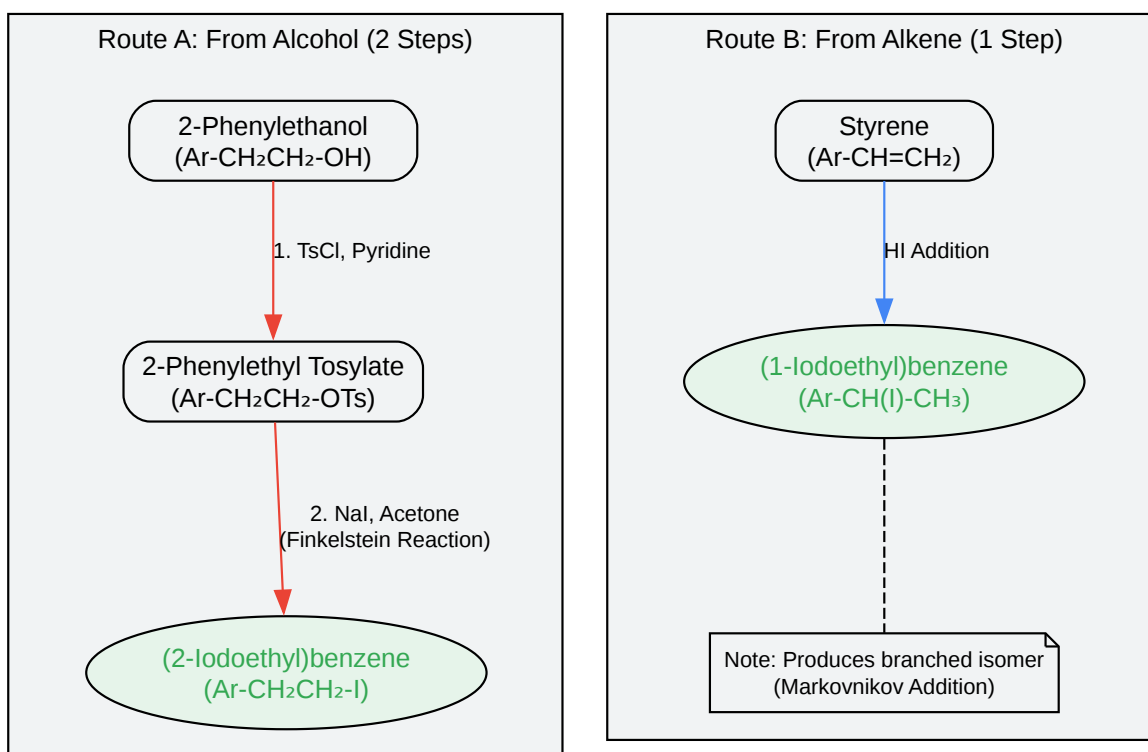 Route A: From Alcohol (2 Steps)
2-Phenylethanol
(Ar-CH₂CH₂-OH)
1. TsCl, Pyridine
2-Phenylethyl Tosylate
(Ar-CH₂CH₂-OTs)
2. NaI, Acetone
(Finkelstein Reaction)
(2-Iodoethyl)benzene
(Ar-CH₂CH₂-I)
Route B: From Alkene (1 Step)
Styrene
(Ar-CH=CH₂)
HI Addition
(1-Iodoethyl)benzene
(Ar-CH(I)-CH₃)
Note: Produces branched isomer
(Markovnikov Addition)